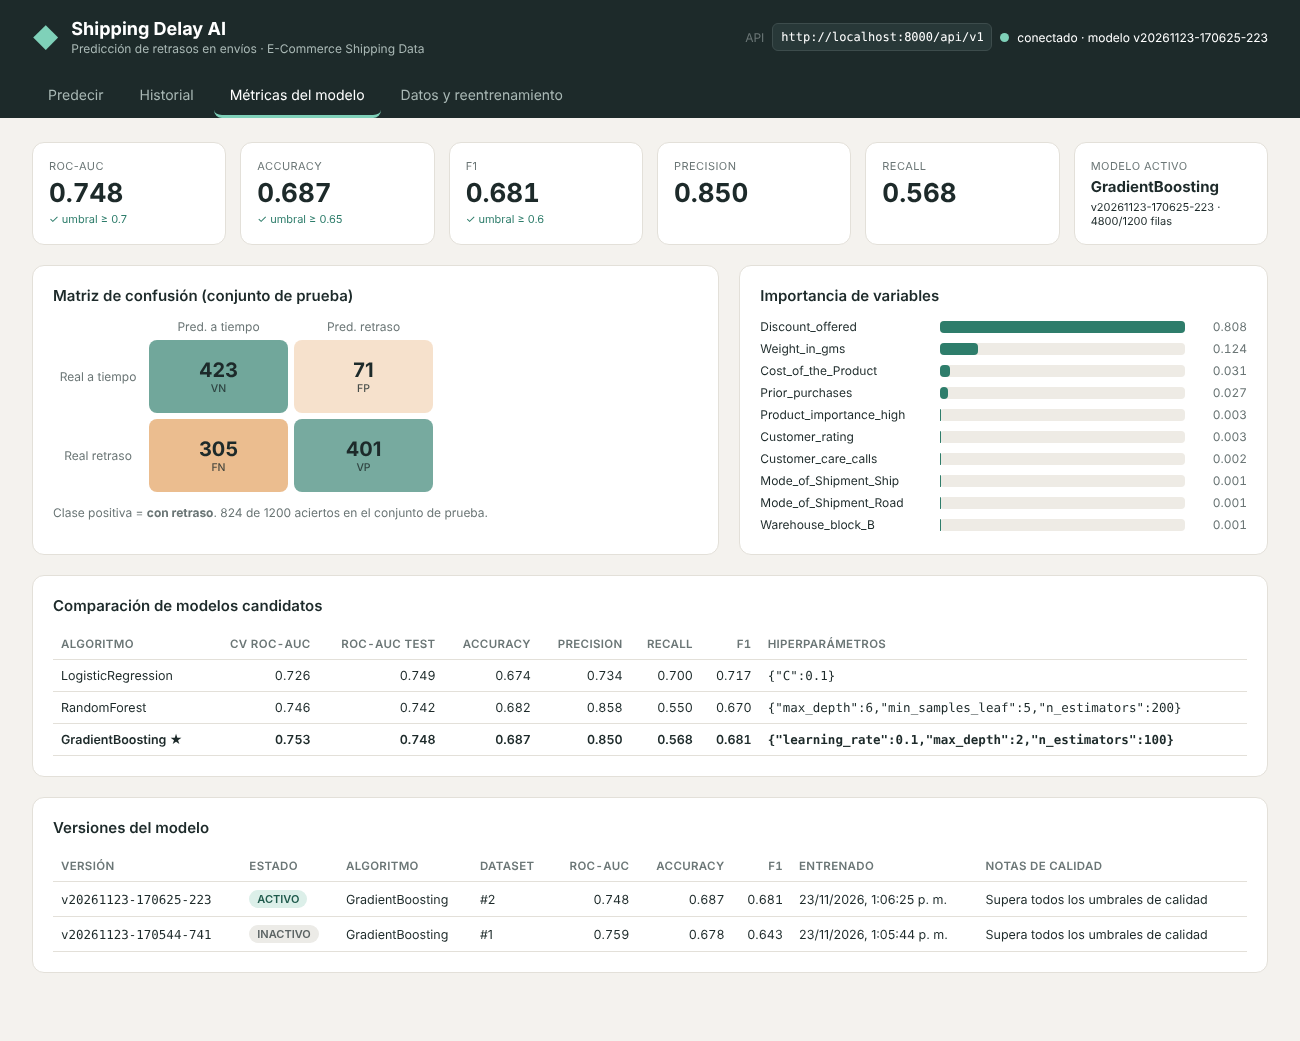 Shipping Delay AI
Predicción de retrasos en envíos · E-Commerce Shipping Data
API http://localhost:8000/api/v1 conectado · modelo v20261123-170625-223
Predecir Historial Métricas del modelo Datos y reentrenamiento
ROC-AUC
0.748
✓ umbral ≥ 0.7
ACCURACY
0.687
✓ umbral ≥ 0.65
F1
0.681
✓ umbral ≥ 0.6
PRECISION
0.850
RECALL
0.568
MODELO ACTIVO
GradientBoosting
v20261123-170625-223 ·
4800/1200 filas
Matriz de confusión (conjunto de prueba)
Pred. a tiempo Pred. retraso
Real a tiempo 423 VN 71 FP
Real retraso 305 FN 401 VP
Clase positiva = con retraso. 824 de 1200 aciertos en el conjunto de prueba.
Importancia de variables
Discount_offered 0.808
Weight_in_gms 0.124
Cost_of_the_Product 0.031
Prior_purchases 0.027
Product_importance_high 0.003
Customer_rating 0.003
Customer_care_calls 0.002
Mode_of_Shipment_Ship 0.001
Mode_of_Shipment_Road 0.001
Warehouse_block_B 0.001
Comparación de modelos candidatos
ALGORITMO CV ROC-AUC ROC-AUC TEST ACCURACY PRECISION RECALL F1 HIPERPARÁMETROS
LogisticRegression 0.726 0.749 0.674 0.734 0.700 0.717 {"C":0.1}
RandomForest 0.746 0.742 0.682 0.858 0.550 0.670 {"max_depth":6,"min_samples_leaf":5,"n_estimators":200}
GradientBoosting ★ 0.753 0.748 0.687 0.850 0.568 0.681 {"learning_rate":0.1,"max_depth":2,"n_estimators":100}
Versiones del modelo
VERSIÓN ESTADO ALGORITMO DATASET ROC-AUC ACCURACY F1 ENTRENADO NOTAS DE CALIDAD
v20261123-170625-223 ACTIVO GradientBoosting #2 0.748 0.687 0.681 23/11/2026, 1:06:25 p. m. Supera todos los umbrales de calidad
v20261123-170544-741 INACTIVO GradientBoosting #1 0.759 0.678 0.643 23/11/2026, 1:05:44 p. m. Supera todos los umbrales de calidad